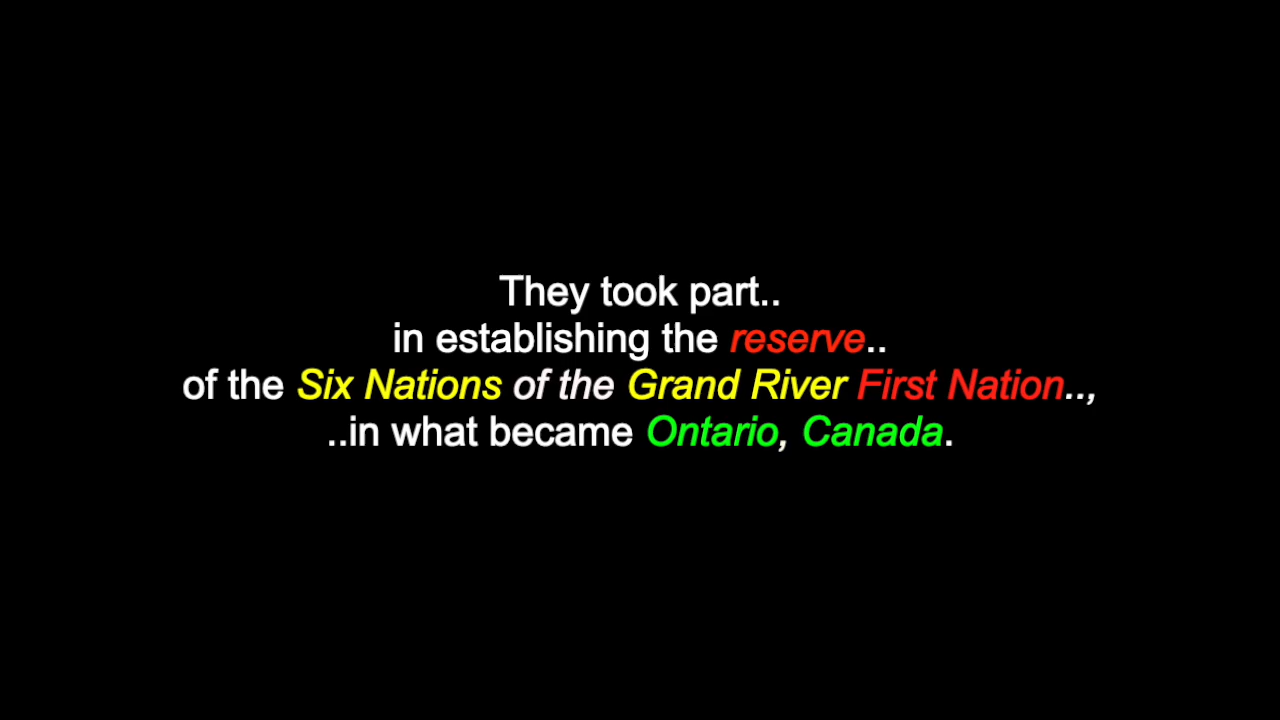 They took part..
in establishing the reserve..
of the Six Nations of the Grand River First Nation..,
..in what became Ontario, Canada.